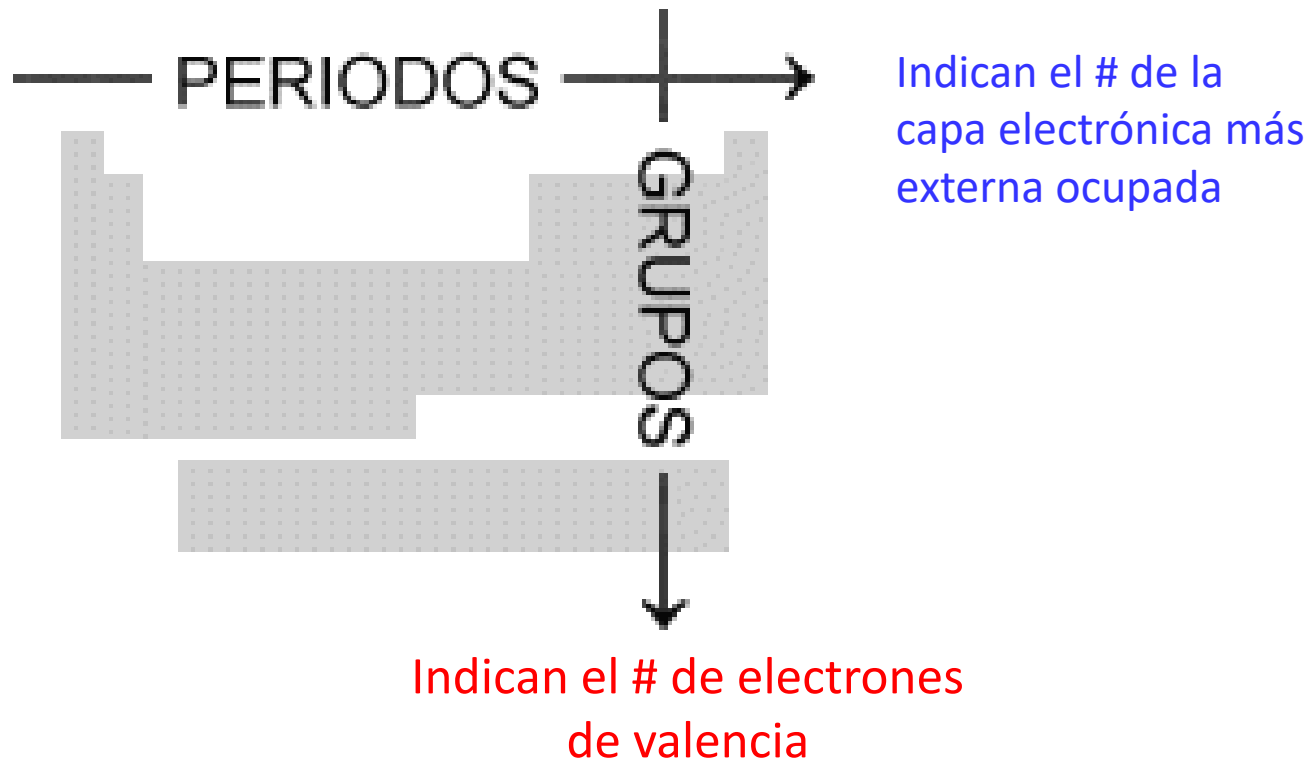 PERIODOS
Indican el # de la
capa electrónica más
externa ocupada
GRUPOS
Indican el # de electrones
de valencia